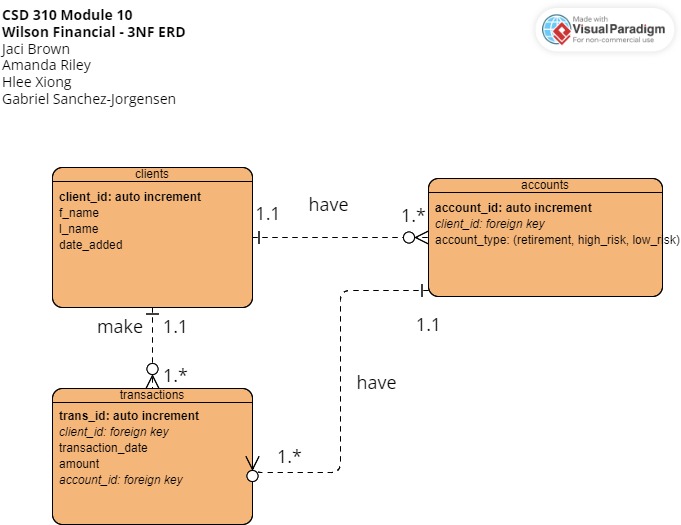 CSD 310 Module 10
Wilson Financial - 3NF ERD
Jaci Brown
Amanda Riley
Hlee Xiong
Gabriel Sanchez-Jorgensen
Made with
Visual Paradigm
For non-commercial use
clients
client_id: auto increment
f_name
l_name
date_added
1.1
have
1.*
accounts
account_id: auto increment
client_id: foreign key
account_type: (retirement, high_risk, low_risk)
make
1.1
1.*
1.1
have
1.*
transactions
trans_id: auto increment
client_id: foreign key
transaction_date
amount
account_id: foreign key